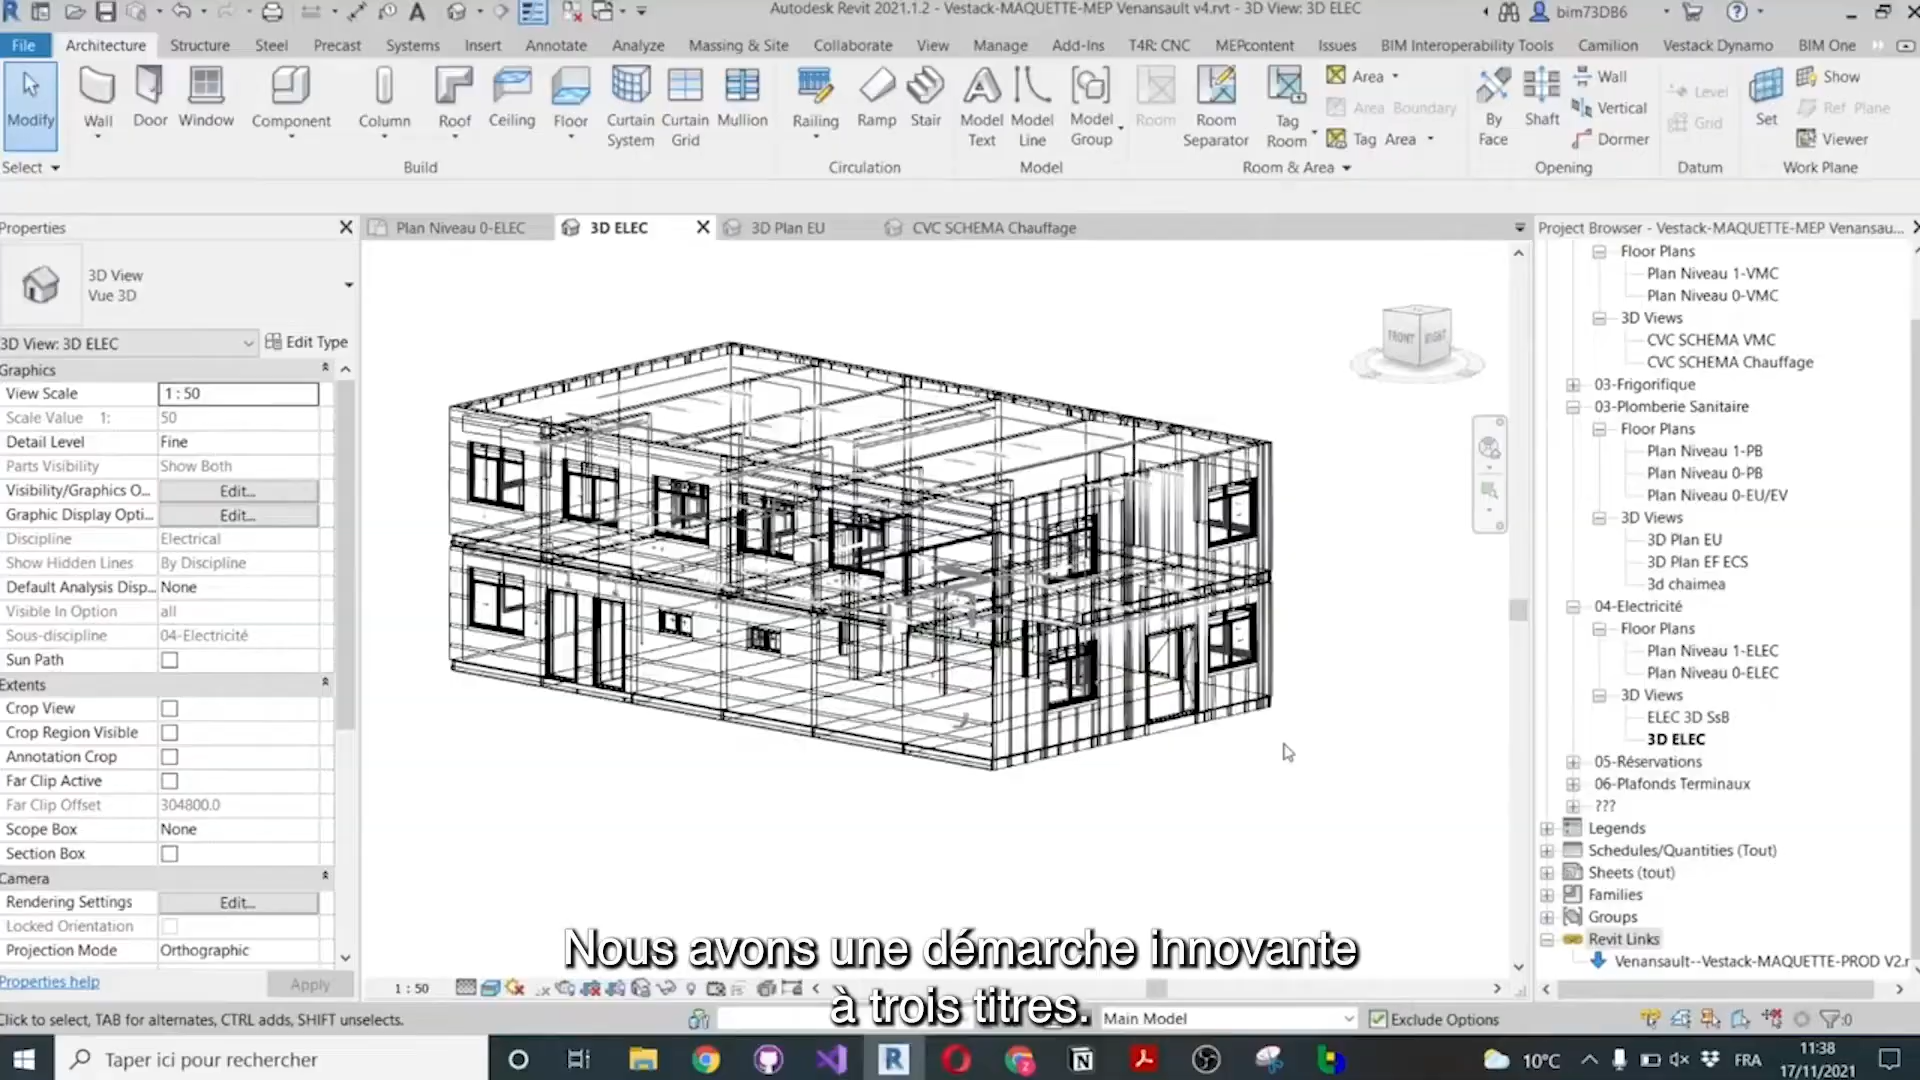 Autodesk Revit 2021.1.2 - Vestack-MAQUETTE-MEP Venansault v4.rvt - 3D View: 3D ELEC
bim73DB6
File Architecture Structure Steel Precast Systems Insert Annotate Analyze Massing & Site Collaborate View Manage Add-Ins T4R: CNC MEPcontent Issues BIM Interoperability Tools Camilion Vestack Dynamo BIM One
Modify
Wall
Door
Window
Component
Column
Roof
Ceiling
Floor
Curtain System
Curtain Grid
Mullion
Railing
Ramp
Stair
Model Text
Model Line
Model Group
Room
Room Separator
Tag Room
Area
Area Boundary
Tag Area
By Face
Shaft
Wall
Vertical
Dormer
Level
Grid
Set
Show
Ref Plane
Viewer
Select Build Circulation Model Room & Area Opening Datum Work Plane
Properties
3D View
Vue 3D
3D View: 3D ELEC
Edit Type
Graphics
View Scale 1 : 50
Scale Value 1: 50
Detail Level Fine
Parts Visibility Show Both
Visibility/Graphics O... Edit...
Graphic Display Opti... Edit...
Discipline Electrical
Show Hidden Lines By Discipline
Default Analysis Disp... None
Visible In Option all
Sous-discipline 04-Electricité
Sun Path
Extents
Crop View
Crop Region Visible
Annotation Crop
Far Clip Active
Far Clip Offset 304800.0
Scope Box None
Section Box
Camera
Rendering Settings Edit...
Locked Orientation
Projection Mode Orthographic
Properties help
Apply
Plan Niveau 0-ELEC
3D ELEC
3D Plan EU
CVC SCHEMA Chauffage
FRONT RIGHT
Project Browser - Vestack-MAQUETTE-MEP Venansau...
Floor Plans
Plan Niveau 1-VMC
Plan Niveau 0-VMC
3D Views
CVC SCHEMA VMC
CVC SCHEMA Chauffage
03-Frigorifique
03-Plomberie Sanitaire
Floor Plans
Plan Niveau 1-PB
Plan Niveau 0-PB
Plan Niveau 0-EU/EV
3D Views
3D Plan EU
3D Plan EF ECS
3d chaimea
04-Electricité
Floor Plans
Plan Niveau 1-ELEC
Plan Niveau 0-ELEC
3D Views
ELEC 3D SsB
3D ELEC
05-Réservations
06-Plafonds Terminaux
???
Legends
Schedules/Quantities (Tout)
Sheets (tout)
Families
Groups
Revit Links
Venansault--Vestack-MAQUETTE-PROD V2.r
Nous avons une démarche innovante
à trois titres.
1 : 50
Click to select, TAB for alternates, CTRL adds, SHIFT unselects.
Main Model
Exclude Options
:0
Taper ici pour rechercher
10°C
FRA
11:38
17/11/2021